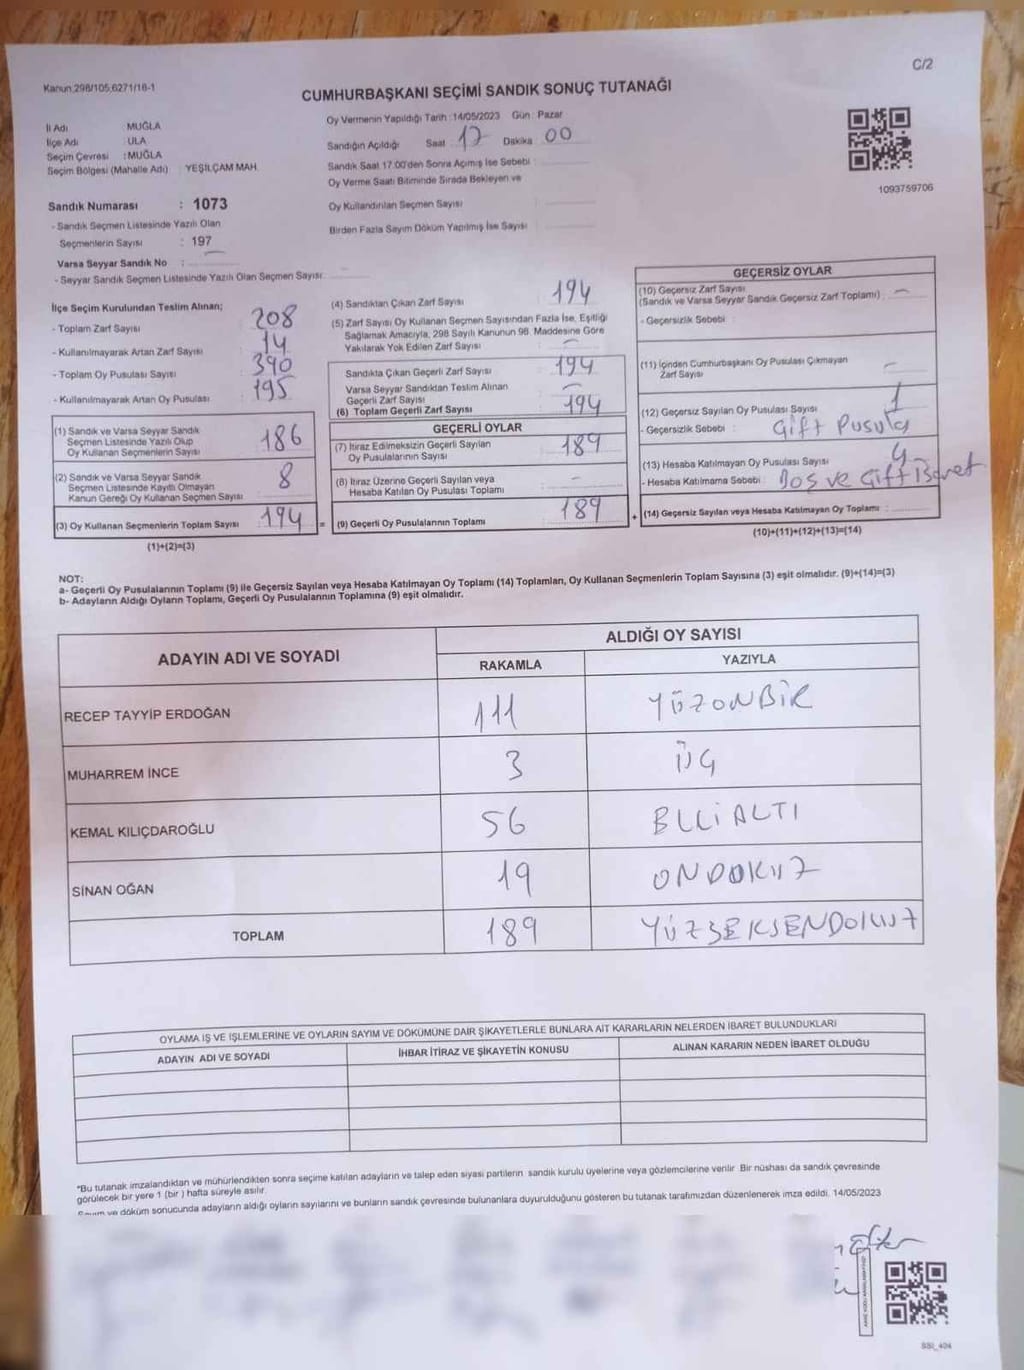 C/2
Kanun:298/105,6271/18-1
CUMHURBAŞKANI SEÇİMİ SANDIK SONUÇ TUTANAĞI
İl Adı MUĞLA
İlçe Adı : ULA
Seçim Çevresi : MUĞLA
Seçim Bölgesi (Mahalle Adı) : YEŞİLÇAM MAH.
Sandık Numarası : 1073
- Sandık Seçmen Listesinde Yazılı Olan
Seçmenlerin Sayısı : 197
Varsa Seyyar Sandık No :
- Seyyar Sandık Seçmen Listesinde Yazılı Olan Seçmen Sayısı:
Oy Vermenin Yapıldığı Tarih :14/05/2023 Gün : Pazar
Sandığın Açıldığı Saat 17 Dakika 00
Sandık Saat 17:00'den Sonra Açımış İse Sebebi :
Oy Verme Saati Bitiminde Sırada Bekleyen ve
Oy Kullandırılan Seçmen Sayısı :
Birden Fazla Sayım Döküm Yapılmış İse Sayısı :
1093759706
İlçe Seçim Kurulundan Teslim Alınan;
- Toplam Zarf Sayısı : 208
- Kullanılmayarak Artan Zarf Sayısı : 14
- Toplam Oy Pusulası Sayısı : 390
- Kullanılmayarak Artan Oy Pusulası : 195
(1) Sandık ve Varsa Seyyar Sandık
Seçmen Listesinde Yazılı Olup
Oy Kullanan Seçmenlerin Sayısı : 186
(2) Sandık ve Varsa Seyyar Sandık
Seçmen Listesinde Kayıtlı Olmayan
Kanun Gereği Oy Kullanan Seçmen Sayısı : 8
(3) Oy Kullanan Seçmenlerin Toplam Sayısı : 194 =
(1)+(2)=(3)
(4) Sandıktan Çıkan Zarf Sayısı : 194
(5) Zarf Sayısı Oy Kullanan Seçmen Sayısından Fazla İse, Eşitliği
Sağlamak Amacıyla, 298 Sayılı Kanunun 98. Maddesine Göre
Yakılarak Yok Edilen Zarf Sayısı : –
Sandıkta Çıkan Geçerli Zarf Sayısı : 194
Varsa Seyyar Sandıktan Teslim Alınan
Geçerli Zarf Sayısı : –
(6) Toplam Geçerli Zarf Sayısı : 194
GEÇERLİ OYLAR
(7) İtiraz Edilmeksizin Geçerli Sayılan
Oy Pusulalarının Sayısı : 189
(8) İtiraz Üzerine Geçerli Sayılan veya
Hesaba Katılan Oy Pusulası Toplamı : –
(9) Geçerli Oy Pusulalarının Toplamı : 189 +
GEÇERSİZ OYLAR
(10) Geçersiz Zarf Sayısı
(Sandık ve Varsa Seyyar Sandık Geçersiz Zarf Toplamı) : –
- Geçersizlik Sebebi :
(11) İçinden Cumhurbaşkanı Oy Pusulası Çıkmayan
Zarf Sayısı : –
(12) Geçersiz Sayılan Oy Pusulası Sayısı : 1
- Geçersizlik Sebebi : Çift Pusula
(13) Hesaba Katılmayan Oy Pusulası Sayısı : 4
- Hesaba Katılmama Sebebi : Boş ve Çift İşaret
(14) Geçersiz Sayılan veya Hesaba Katılmayan Oy Toplamı :
(10)+(11)+(12)+(13)=(14)
NOT:
a- Geçerli Oy Pusulalarının Toplamı (9) ile Geçersiz Sayılan veya Hesaba Katılmayan Oy Toplamı (14) Toplamları, Oy Kullanan Seçmenlerin Toplam Sayısına (3) eşit olmalıdır. (9)+(14)=(3)
b- Adayların Aldığı Oyların Toplamı, Geçerli Oy Pusulalarının Toplamına (9) eşit olmalıdır.
ADAYIN ADI VE SOYADI ALDIĞI OY SAYISI
RAKAMLA YAZIYLA
RECEP TAYYİP ERDOĞAN 111 YÜZONBİR
MUHARREM İNCE 3 ÜÇ
KEMAL KILIÇDAROĞLU 56 ELLİ ALTI
SİNAN OĞAN 19 ONDOKUZ
TOPLAM 189 YÜZSEKSENDOKUZ
OYLAMA İŞ VE İŞLEMLERİNE VE OYLARIN SAYIM VE DÖKÜMÜNE DAİR ŞİKAYETLERLE BUNLARA AİT KARARLARIN NELERDEN İBARET BULUNDUKLARI
ADAYIN ADI VE SOYADI İHBAR İTİRAZ VE ŞİKAYETİN KONUSU ALINAN KARARIN NEDEN İBARET OLDUĞU
*Bu tutanak imzalandıktan ve mühürlendikten sonra seçime katılan adayların ve talep eden siyasi partilerin sandık kurulu üyelerine veya gözlemcilerine verilir. Bir nüshası da sandık çevresinde
görülecek bir yere 1 (bir ) hafta süreyle asılır.
Sayım ve döküm sonucunda adayların aldığı oyların sayılarını ve bunların sandık çevresinde bulunanlara duyurulduğunu gösteren bu tutanak tarafımızdan düzenlenerek imza edildi. 14/05/2023